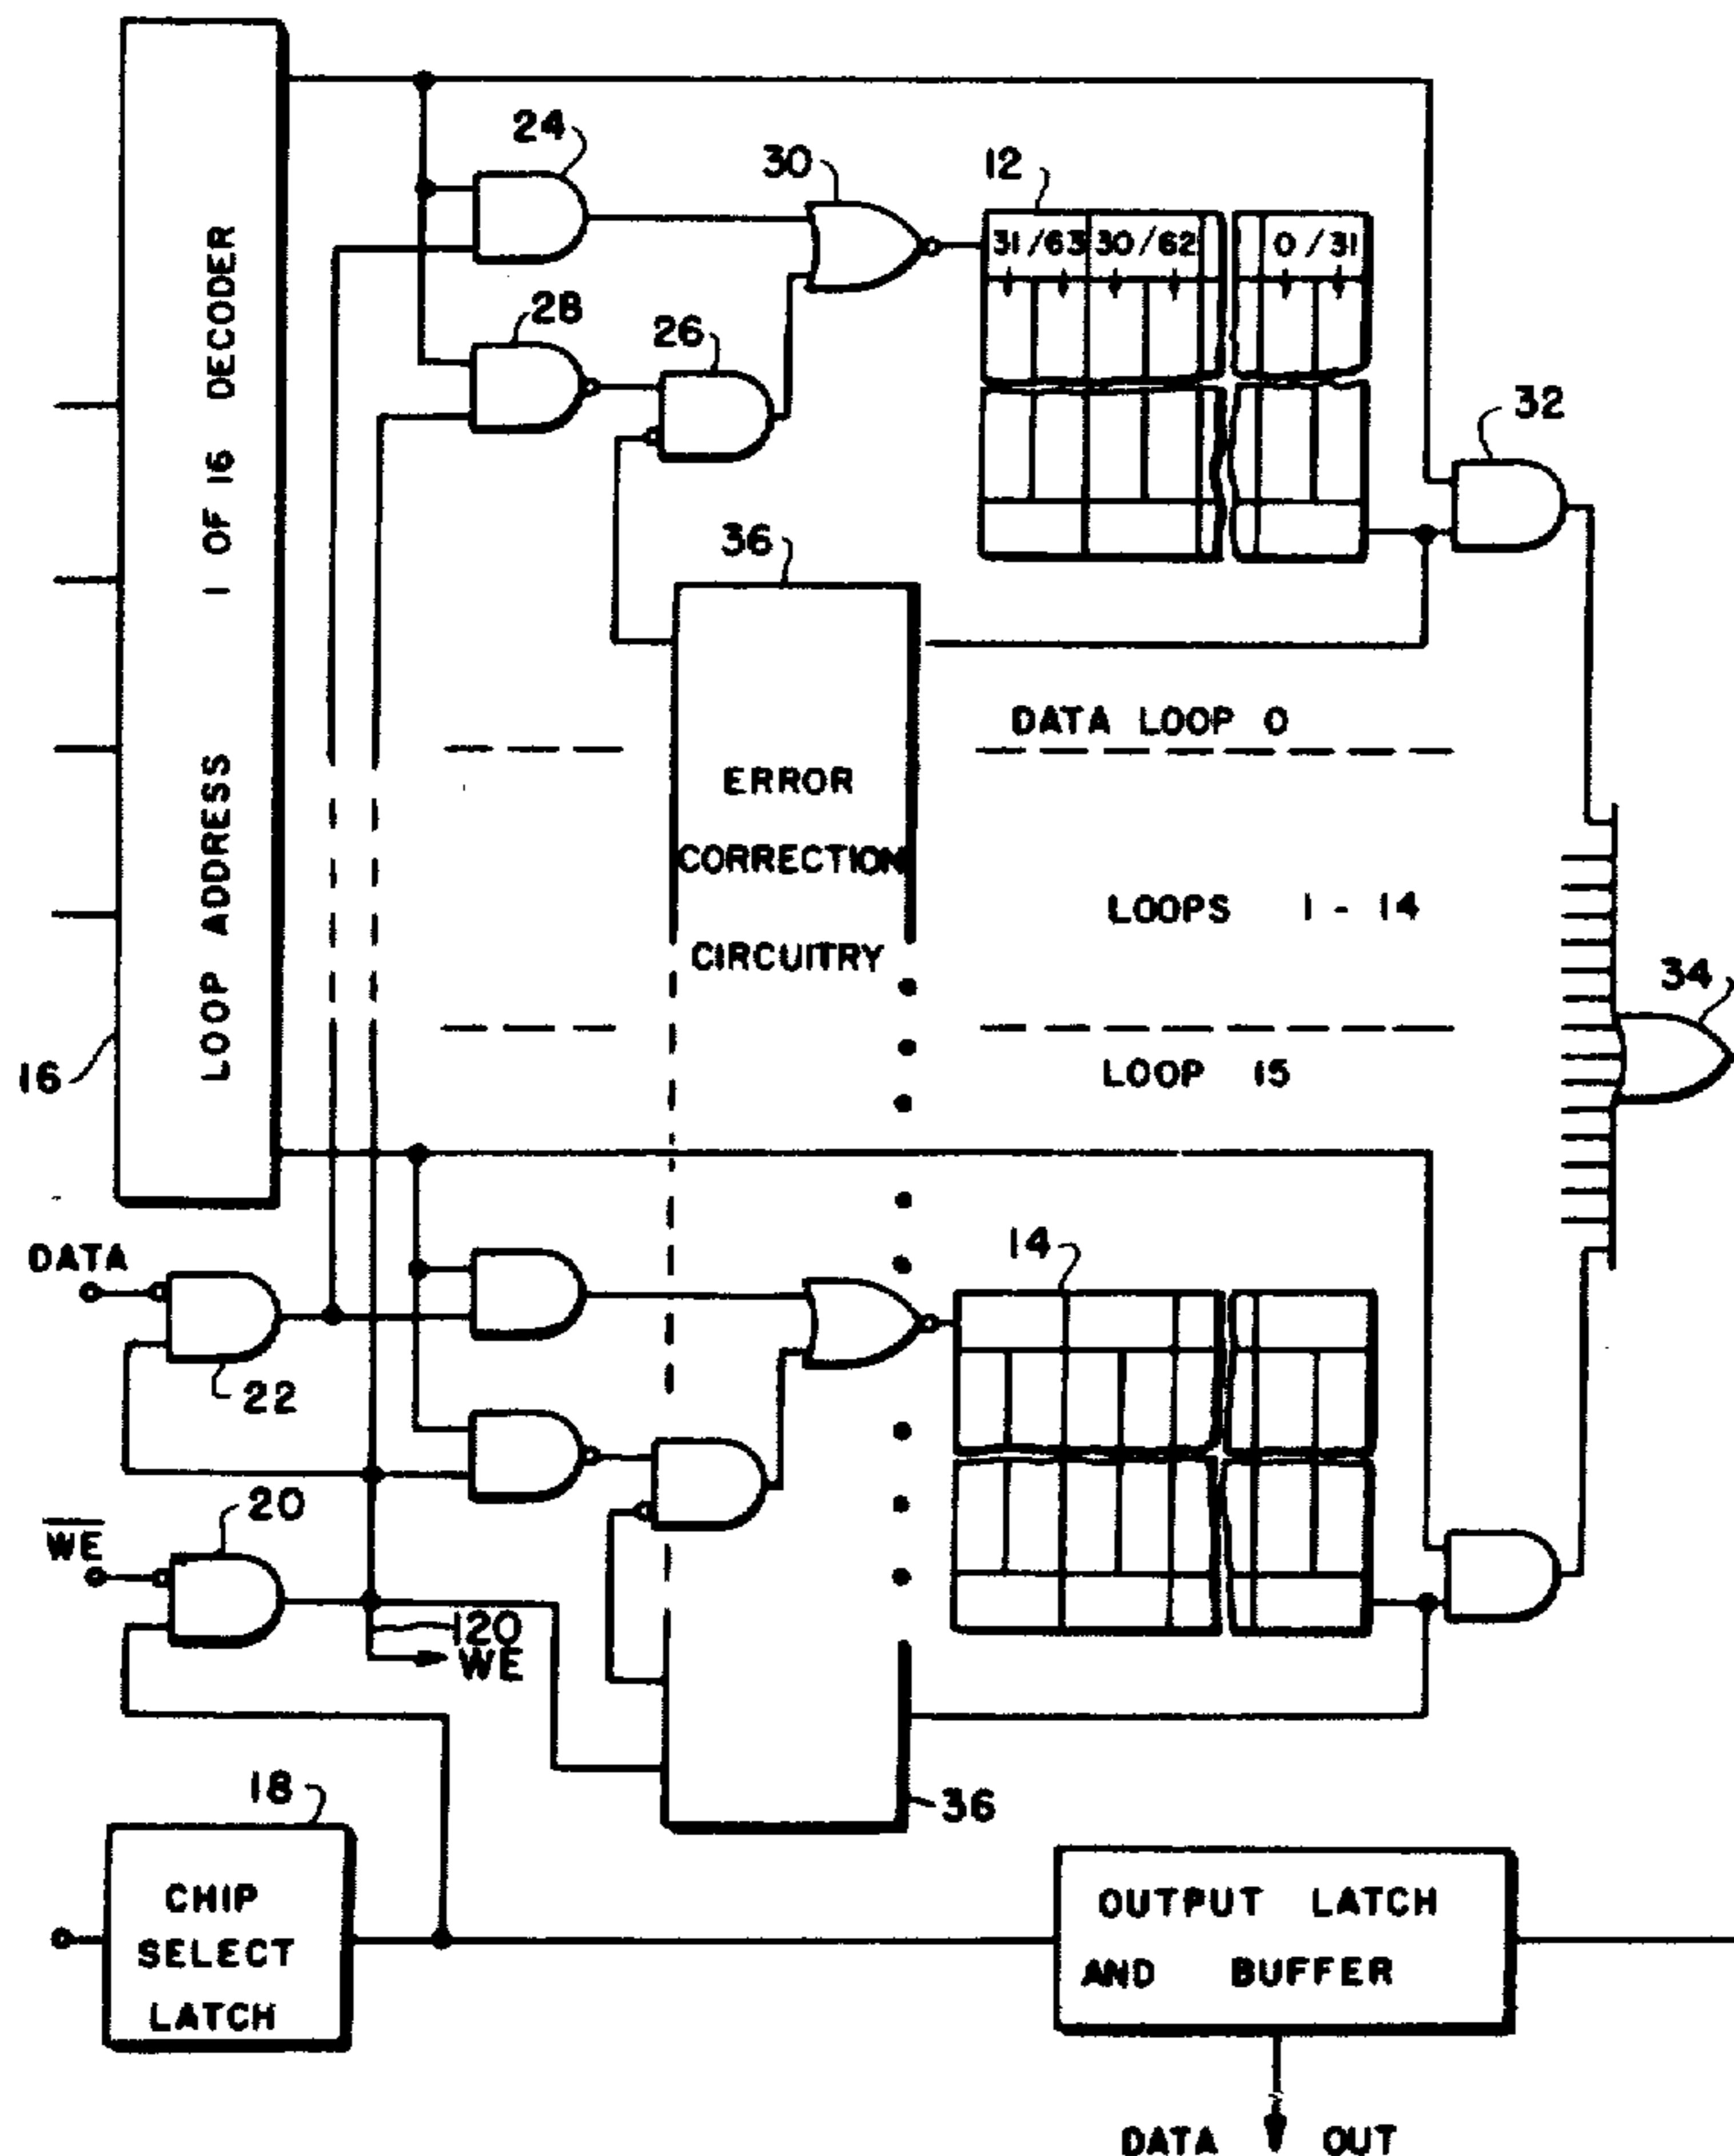 24
30
12
31/63
30/62
0/31
28
26
32
LOOP ADDRESS 1 OF 16 DECODER
36
DATA LOOP 0
ERROR
CORRECTION
CIRCUITRY
LOOPS 1 - 14
34
16
LOOP 15
DATA
14
22
20
WE
120
WE
18
36
CHIP
SELECT
LATCH
OUTPUT LATCH
AND BUFFER
DATA OUT